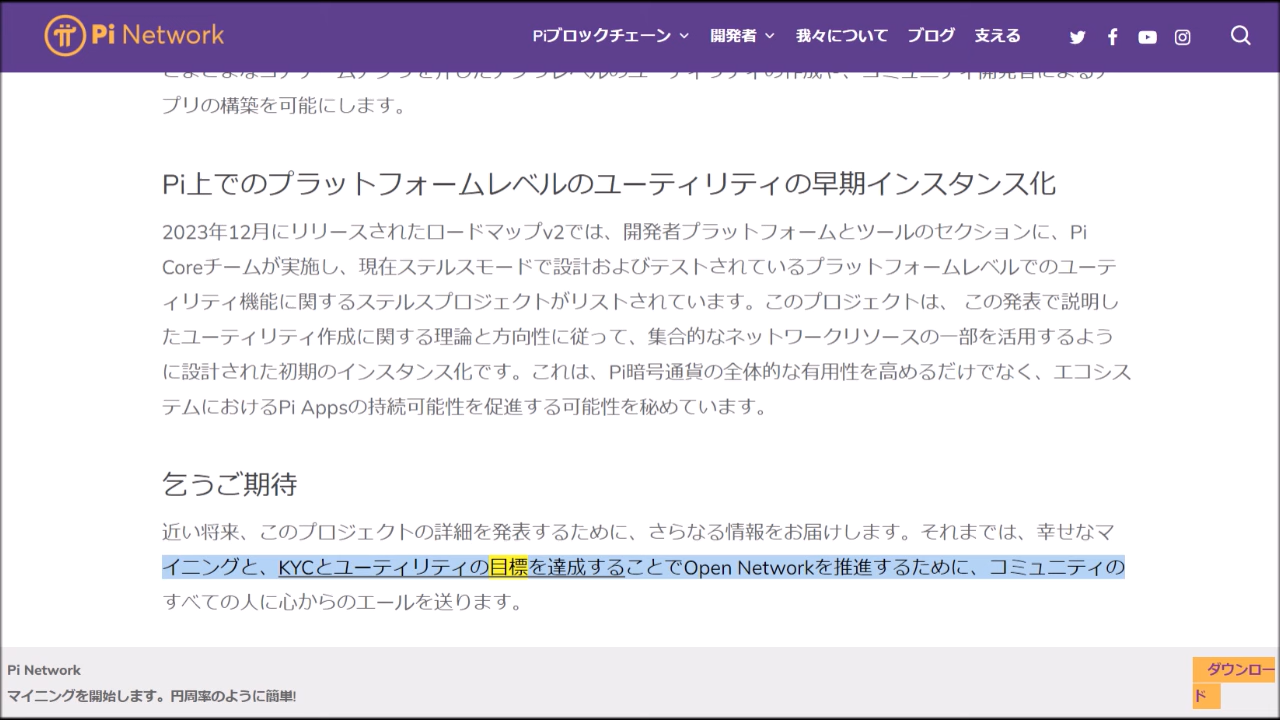 Pi Network
Piブロックチェーン 開発者 我々について ブログ 支える
プリの構築を可能にします。
Pi上でのプラットフォームレベルのユーティリティの早期インスタンス化
2023年12月にリリースされたロードマップv2では、開発者プラットフォームとツールのセクションに、Pi
Coreチームが実施し、現在ステルスモードで設計およびテストされているプラットフォームレベルでのユーテ
ィリティ機能に関するステルスプロジェクトがリストされています。このプロジェクトは、 この発表で説明し
たユーティリティ作成に関する理論と方向性に従って、集合的なネットワークリソースの一部を活用するよう
に設計された初期のインスタンス化です。これは、Pi暗号通貨の全体的な有用性を高めるだけでなく、エコシス
テムにおけるPi Appsの持続可能性を促進する可能性を秘めています。
乞うご期待
近い将来、このプロジェクトの詳細を発表するために、さらなる情報をお届けします。それまでは、幸せなマ
イニングと、KYCとユーティリティの目標を達成することでOpen Networkを推進するために、コミュニティの
すべての人に心からのエールを送ります。
Pi Network
マイニングを開始します。円周率のように簡単!
ダウンロー
ド